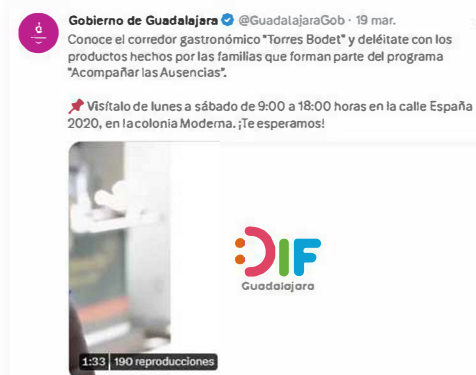 Gobierno de Guadalajara @GuadalajaraGob · 19 mar.
Conoce el corredor gastronómico "Torres Bodet" y deléitate con los
productos hechos por las familias que forman parte del programa
"Acompañar las Ausencias".
📌 Visítalo de lunes a sábado de 9:00 a 18:00 horas en la calle España
2020, en la colonia Moderna. ¡Te esperamos!
DIF
Guadalajara
1:33 190 reproducciones